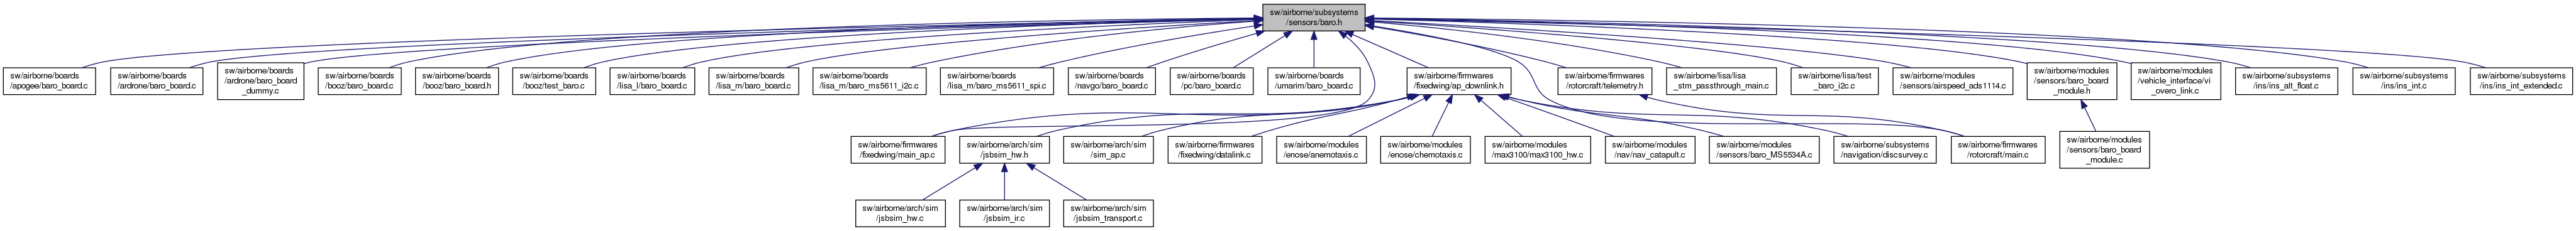 sw/airborne/subsystems
/sensors/baro.h
sw/airborne/boards
/apogee/baro_board.c
sw/airborne/boards
/ardrone/baro_board.c
sw/airborne/boards
/ardrone/baro_board
_dummy.c
sw/airborne/boards
/booz/baro_board.c
sw/airborne/boards
/booz/baro_board.h
sw/airborne/boards
/booz/test_baro.c
sw/airborne/boards
/lisa_l/baro_board.c
sw/airborne/boards
/lisa_m/baro_board.c
sw/airborne/boards
/lisa_m/baro_ms5611_i2c.c
sw/airborne/boards
/lisa_m/baro_ms5611_spi.c
sw/airborne/boards
/navgo/baro_board.c
sw/airborne/boards
/pc/baro_board.c
sw/airborne/boards
/umarim/baro_board.c
sw/airborne/firmwares
/fixedwing/ap_downlink.h
sw/airborne/firmwares
/rotorcraft/telemetry.h
sw/airborne/lisa/lisa
_stm_passthrough_main.c
sw/airborne/lisa/test
_baro_i2c.c
sw/airborne/modules
/sensors/airspeed_ads1114.c
sw/airborne/modules
/sensors/baro_board
_module.h
sw/airborne/modules
/vehicle_interface/vi
_overo_link.c
sw/airborne/subsystems
/ins/ins_alt_float.c
sw/airborne/subsystems
/ins/ins_int.c
sw/airborne/subsystems
/ins/ins_int_extended.c
sw/airborne/firmwares
/fixedwing/main_ap.c
sw/airborne/arch/sim
/jsbsim_hw.h
sw/airborne/arch/sim
/sim_ap.c
sw/airborne/firmwares
/fixedwing/datalink.c
sw/airborne/modules
/enose/anemotaxis.c
sw/airborne/modules
/enose/chemotaxis.c
sw/airborne/modules
/max3100/max3100_hw.c
sw/airborne/modules
/nav/nav_catapult.c
sw/airborne/modules
/sensors/baro_MS5534A.c
sw/airborne/subsystems
/navigation/discsurvey.c
sw/airborne/firmwares
/rotorcraft/main.c
sw/airborne/modules
/sensors/baro_board
_module.c
sw/airborne/arch/sim
/jsbsim_hw.c
sw/airborne/arch/sim
/jsbsim_ir.c
sw/airborne/arch/sim
/jsbsim_transport.c